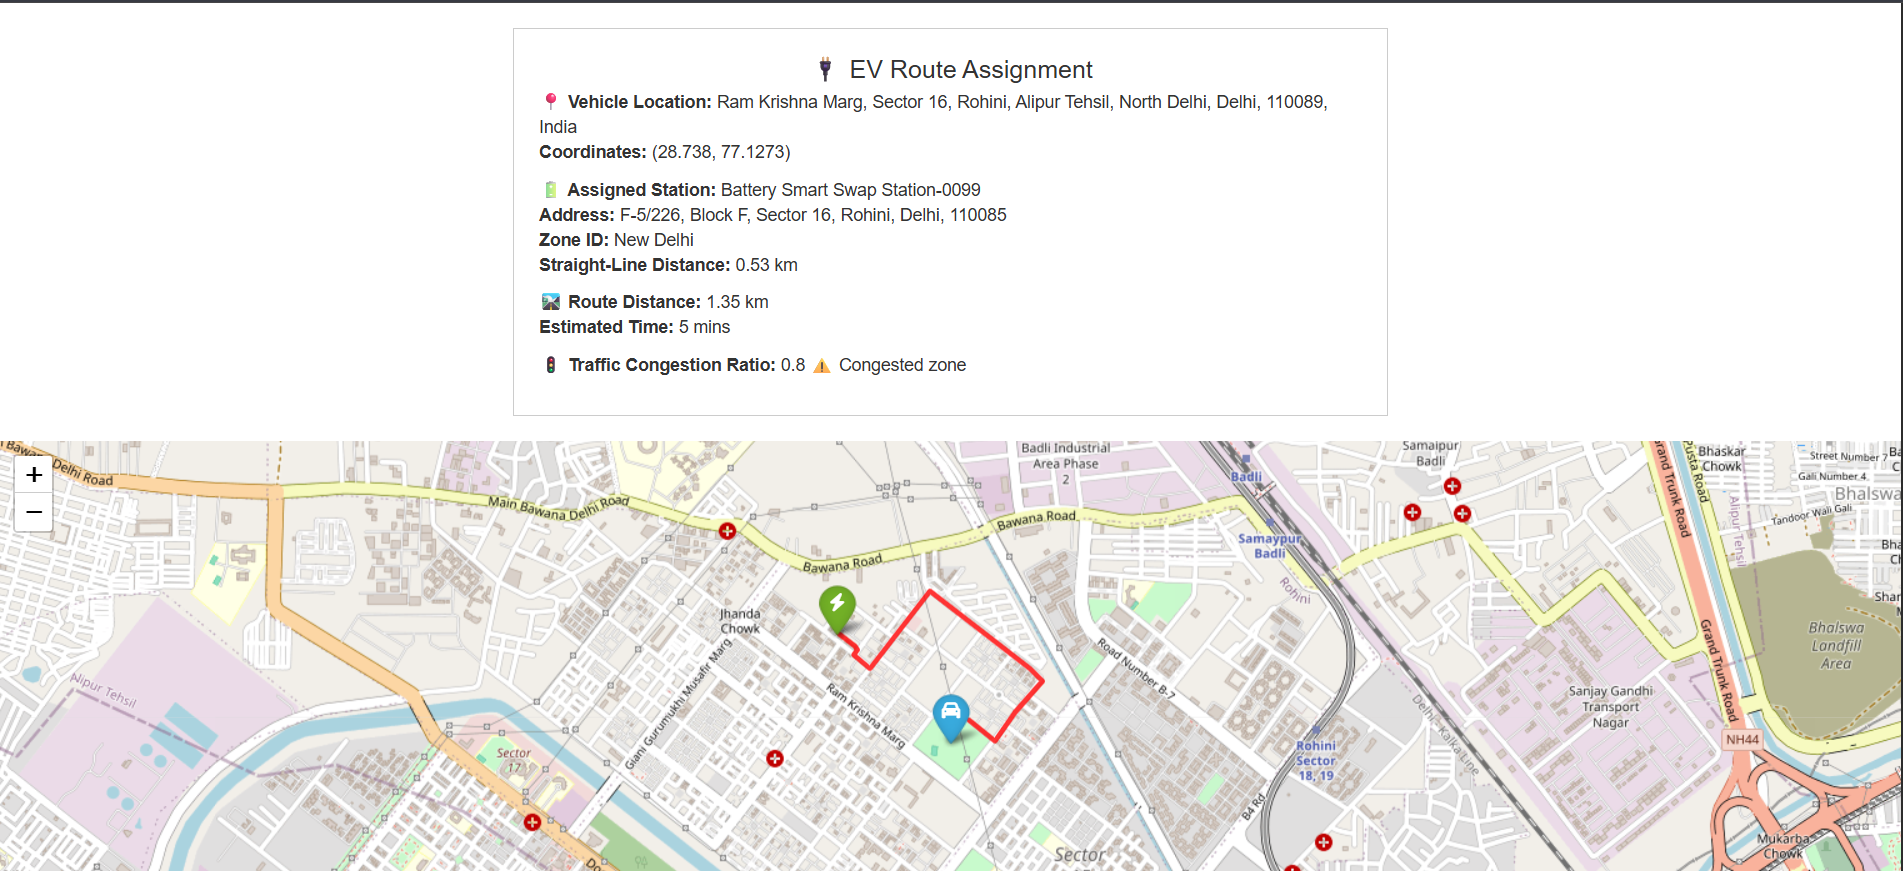 EV Route Assignment
Vehicle Location: Ram Krishna Marg, Sector 16, Rohini, Alipur Tehsil, North Delhi, Delhi, 110089,
India
Coordinates: (28.738, 77.1273)
Assigned Station: Battery Smart Swap Station-0099
Address: F-5/226, Block F, Sector 16, Rohini, Delhi, 110085
Zone ID: New Delhi
Straight-Line Distance: 0.53 km
Route Distance: 1.35 km
Estimated Time: 5 mins
Traffic Congestion Ratio: 0.8 Congested zone
+
−
Delhi Road
Main Bawana Delhi Road
Bawana Road
Bawana Road
Badli Industrial
Area Phase
2
Badli
Samaypur
Badli
Rohini
Samaipur
Badli
Grand Trunk Road
Pusta Road
Bhaskar
Chowk
Street Number 7
Gali Number 4
Bhalswa
Tandoor Wali Gali
Alipur Tehsil
Bhalswa
Landfill
Area
Jhanda
Chowk
Giani Gurumukhi Musafir Marg
Ram Krishna Marg
Road Number B-7
Sanjay Gandhi
Transport
Nagar
Grand Trunk Road
Delhi - Kalka Line
NH44
Alipur Tehsil
Sector
17
Rohini
Sector
18, 19
B4 Rd
Sector
Mukarba
Chowk